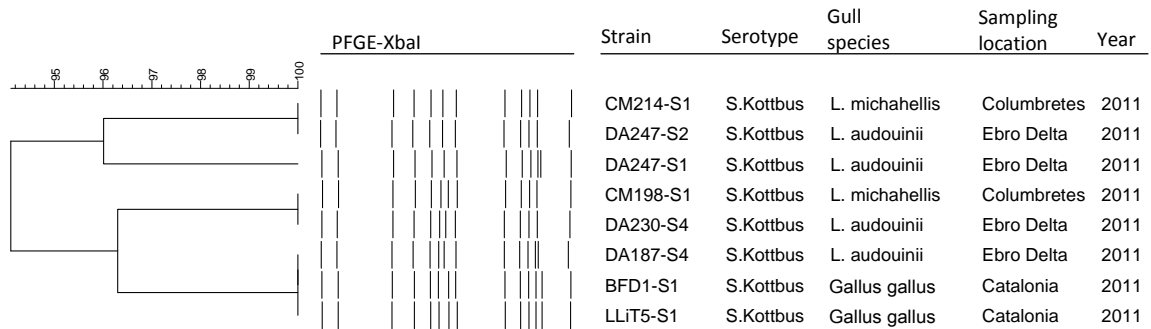 PFGE-XbaI
Strain Serotype Gull species Sampling location Year
95 96 97 98 99 100
CM214-S1 S.Kottbus L. michahellis Columbretes 2011
DA247-S2 S.Kottbus L. audouinii Ebro Delta 2011
DA247-S1 S.Kottbus L. audouinii Ebro Delta 2011
CM198-S1 S.Kottbus L. michahellis Columbretes 2011
DA230-S4 S.Kottbus L. audouinii Ebro Delta 2011
DA187-S4 S.Kottbus L. audouinii Ebro Delta 2011
BFD1-S1 S.Kottbus Gallus gallus Catalonia 2011
LLiT5-S1 S.Kottbus Gallus gallus Catalonia 2011